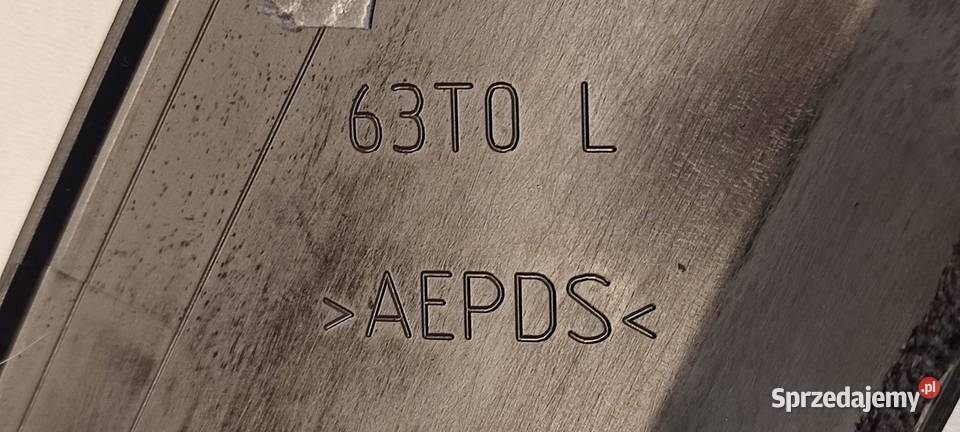 63T0 L
>AEPDS<
Sprzedajemy.pl